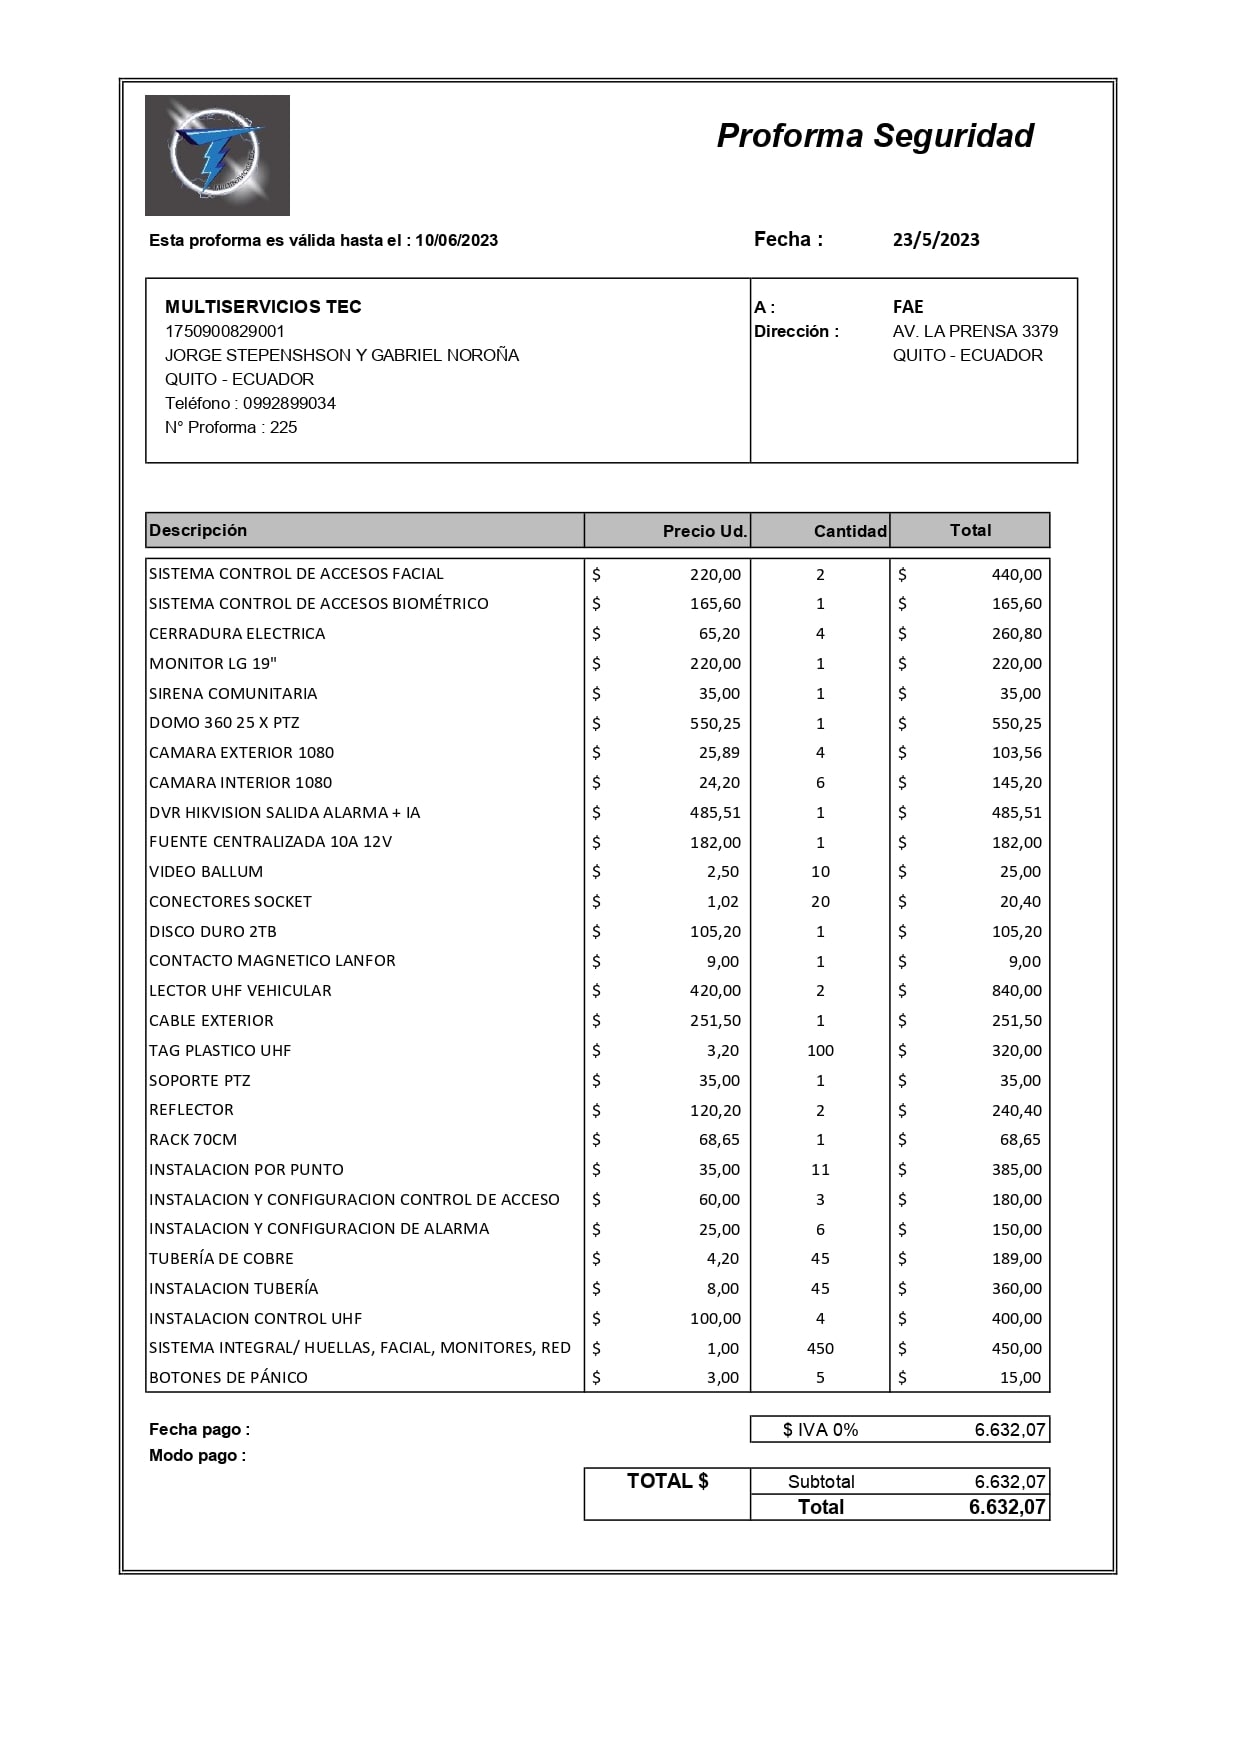 Proforma Seguridad
Esta proforma es válida hasta el : 10/06/2023 Fecha : 23/5/2023
MULTISERVICIOS TEC A : FAE
1750900829001 Dirección : AV. LA PRENSA 3379
JORGE STEPENSHSON Y GABRIEL NOROÑA QUITO - ECUADOR
QUITO - ECUADOR
Teléfono : 0992899034
N° Proforma : 225
Descripción Precio Ud. Cantidad Total
SISTEMA CONTROL DE ACCESOS FACIAL $ 220,00 2 $ 440,00
SISTEMA CONTROL DE ACCESOS BIOMÉTRICO $ 165,60 1 $ 165,60
CERRADURA ELECTRICA $ 65,20 4 $ 260,80
MONITOR LG 19" $ 220,00 1 $ 220,00
SIRENA COMUNITARIA $ 35,00 1 $ 35,00
DOMO 360 25 X PTZ $ 550,25 1 $ 550,25
CAMARA EXTERIOR 1080 $ 25,89 4 $ 103,56
CAMARA INTERIOR 1080 $ 24,20 6 $ 145,20
DVR HIKVISION SALIDA ALARMA + IA $ 485,51 1 $ 485,51
FUENTE CENTRALIZADA 10A 12V $ 182,00 1 $ 182,00
VIDEO BALLUM $ 2,50 10 $ 25,00
CONECTORES SOCKET $ 1,02 20 $ 20,40
DISCO DURO 2TB $ 105,20 1 $ 105,20
CONTACTO MAGNETICO LANFOR $ 9,00 1 $ 9,00
LECTOR UHF VEHICULAR $ 420,00 2 $ 840,00
CABLE EXTERIOR $ 251,50 1 $ 251,50
TAG PLASTICO UHF $ 3,20 100 $ 320,00
SOPORTE PTZ $ 35,00 1 $ 35,00
REFLECTOR $ 120,20 2 $ 240,40
RACK 70CM $ 68,65 1 $ 68,65
INSTALACION POR PUNTO $ 35,00 11 $ 385,00
INSTALACION Y CONFIGURACION CONTROL DE ACCESO $ 60,00 3 $ 180,00
INSTALACION Y CONFIGURACION DE ALARMA $ 25,00 6 $ 150,00
TUBERÍA DE COBRE $ 4,20 45 $ 189,00
INSTALACION TUBERÍA $ 8,00 45 $ 360,00
INSTALACION CONTROL UHF $ 100,00 4 $ 400,00
SISTEMA INTEGRAL/ HUELLAS, FACIAL, MONITORES, RED $ 1,00 450 $ 450,00
BOTONES DE PÁNICO $ 3,00 5 $ 15,00
Fecha pago : $ IVA 0% 6.632,07
Modo pago :
TOTAL $ Subtotal 6.632,07
Total 6.632,07